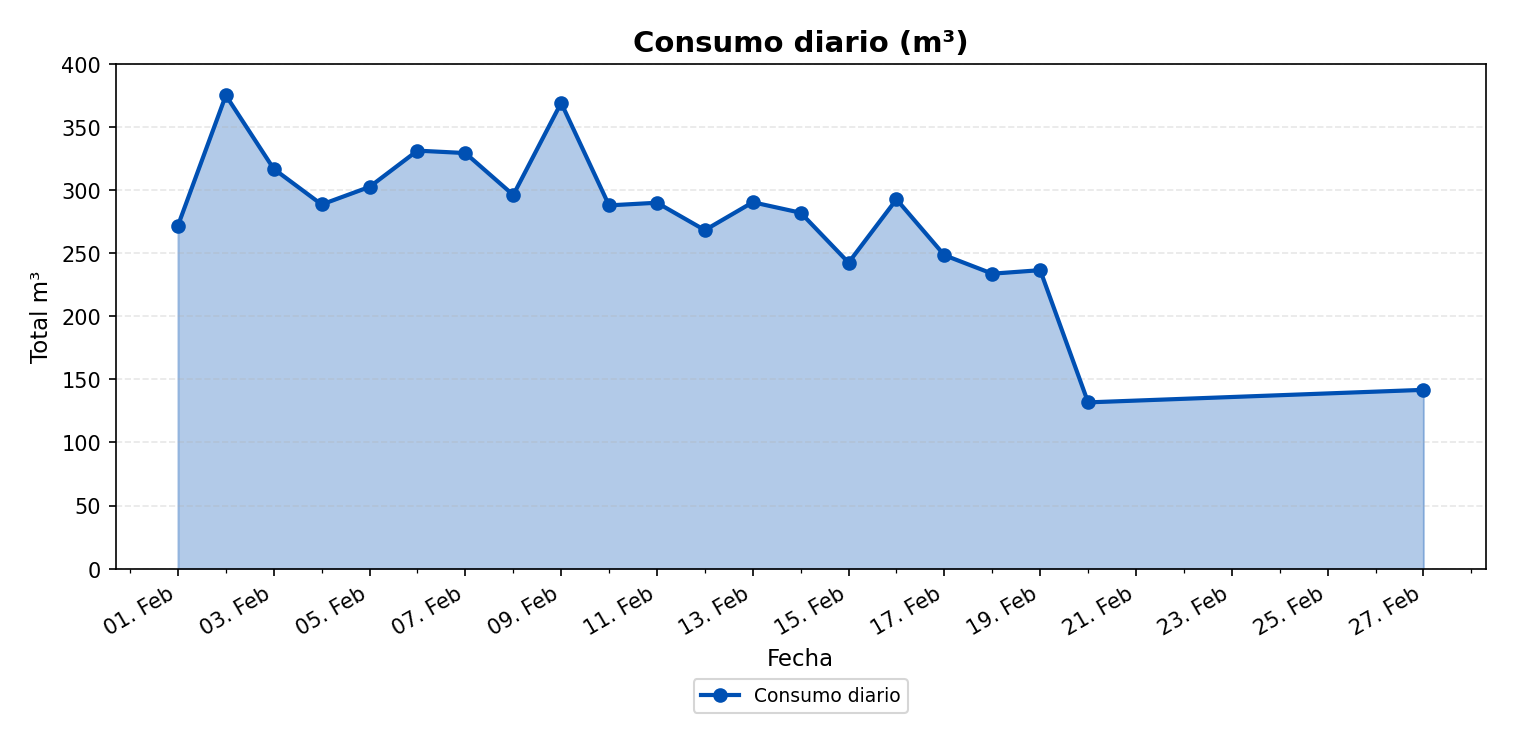 Consumo diario (m³)
Total m³
400
350
300
250
200
150
100
50
0
01. Feb
03. Feb
05. Feb
07. Feb
09. Feb
11. Feb
13. Feb
15. Feb
17. Feb
19. Feb
21. Feb
23. Feb
25. Feb
27. Feb
Fecha
Consumo diario